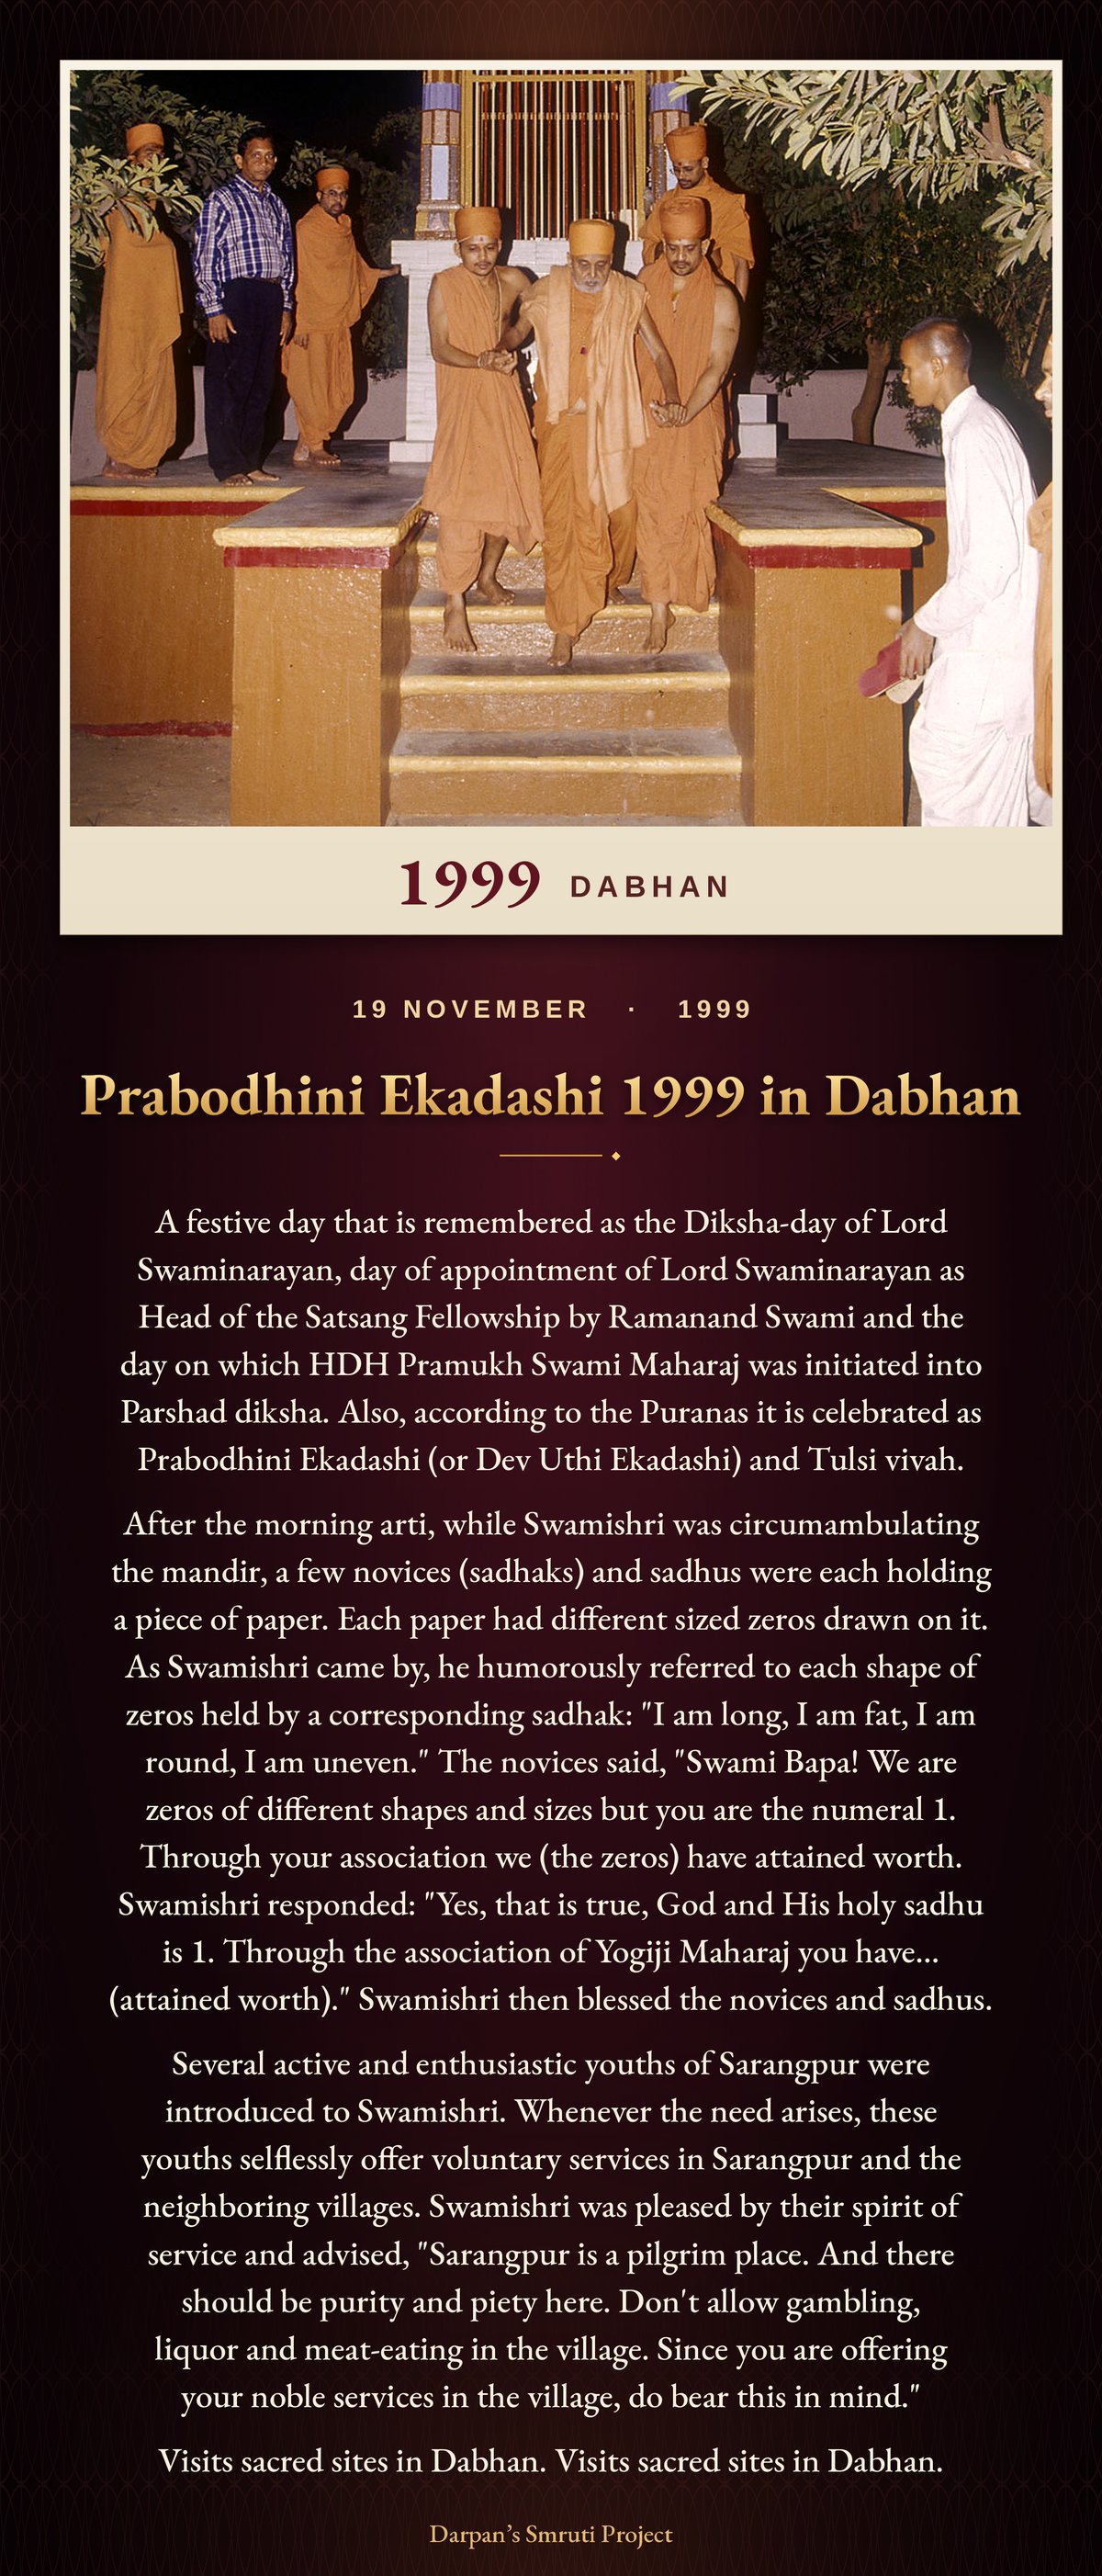 1999 DABHAN
19 NOVEMBER · 1999
Prabodhini Ekadashi 1999 in Dabhan
A festive day that is remembered as the Diksha-day of Lord
Swaminarayan, day of appointment of Lord Swaminarayan as
Head of the Satsang Fellowship by Ramanand Swami and the
day on which HDH Pramukh Swami Maharaj was initiated into
Parshad diksha. Also, according to the Puranas it is celebrated as
Prabodhini Ekadashi (or Dev Uthi Ekadashi) and Tulsi vivah.
After the morning arti, while Swamishri was circumambulating
the mandir, a few novices (sadhaks) and sadhus were each holding
a piece of paper. Each paper had different sized zeros drawn on it.
As Swamishri came by, he humorously referred to each shape of
zeros held by a corresponding sadhak: "I am long, I am fat, I am
round, I am uneven." The novices said, "Swami Bapa! We are
zeros of different shapes and sizes but you are the numeral 1.
Through your association we (the zeros) have attained worth.
Swamishri responded: "Yes, that is true, God and His holy sadhu
is 1. Through the association of Yogiji Maharaj you have...
(attained worth)." Swamishri then blessed the novices and sadhus.
Several active and enthusiastic youths of Sarangpur were
introduced to Swamishri. Whenever the need arises, these
youths selflessly offer voluntary services in Sarangpur and the
neighboring villages. Swamishri was pleased by their spirit of
service and advised, "Sarangpur is a pilgrim place. And there
should be purity and piety here. Don't allow gambling,
liquor and meat-eating in the village. Since you are offering
your noble services in the village, do bear this in mind."
Visits sacred sites in Dabhan. Visits sacred sites in Dabhan.
Darpan’s Smruti Project